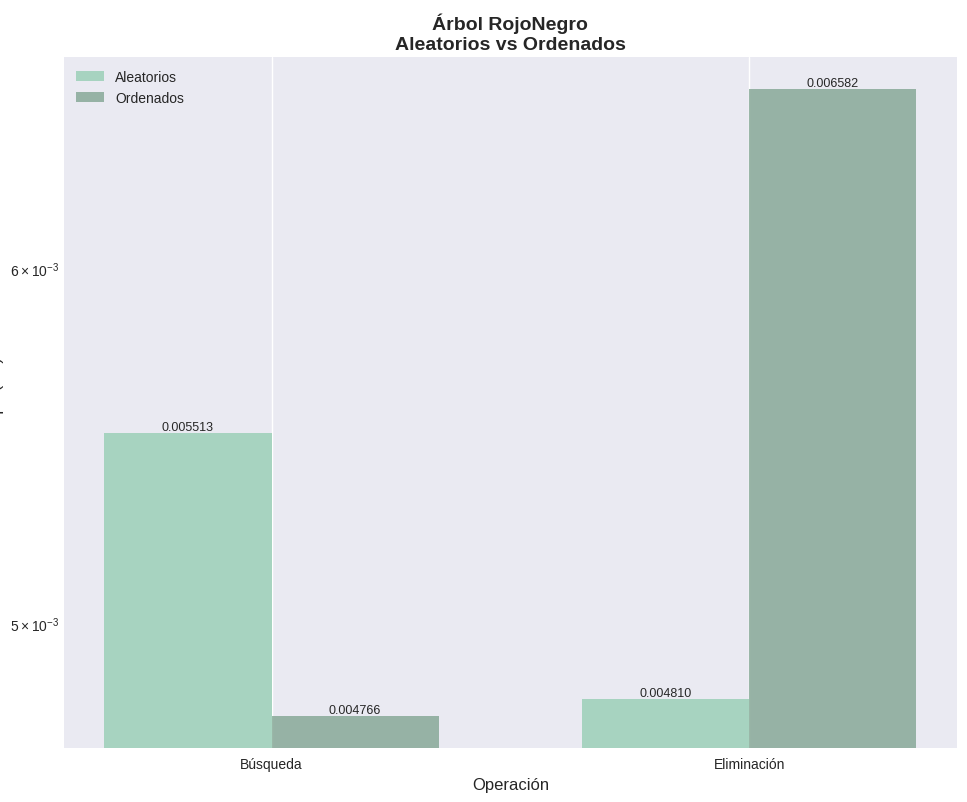 Árbol RojoNegro
Aleatorios vs Ordenados
Aleatorios
Ordenados
0.006582
6 × 10⁻³
0.005513
5 × 10⁻³
0.004810
0.004766
Búsqueda
Eliminación
Operación